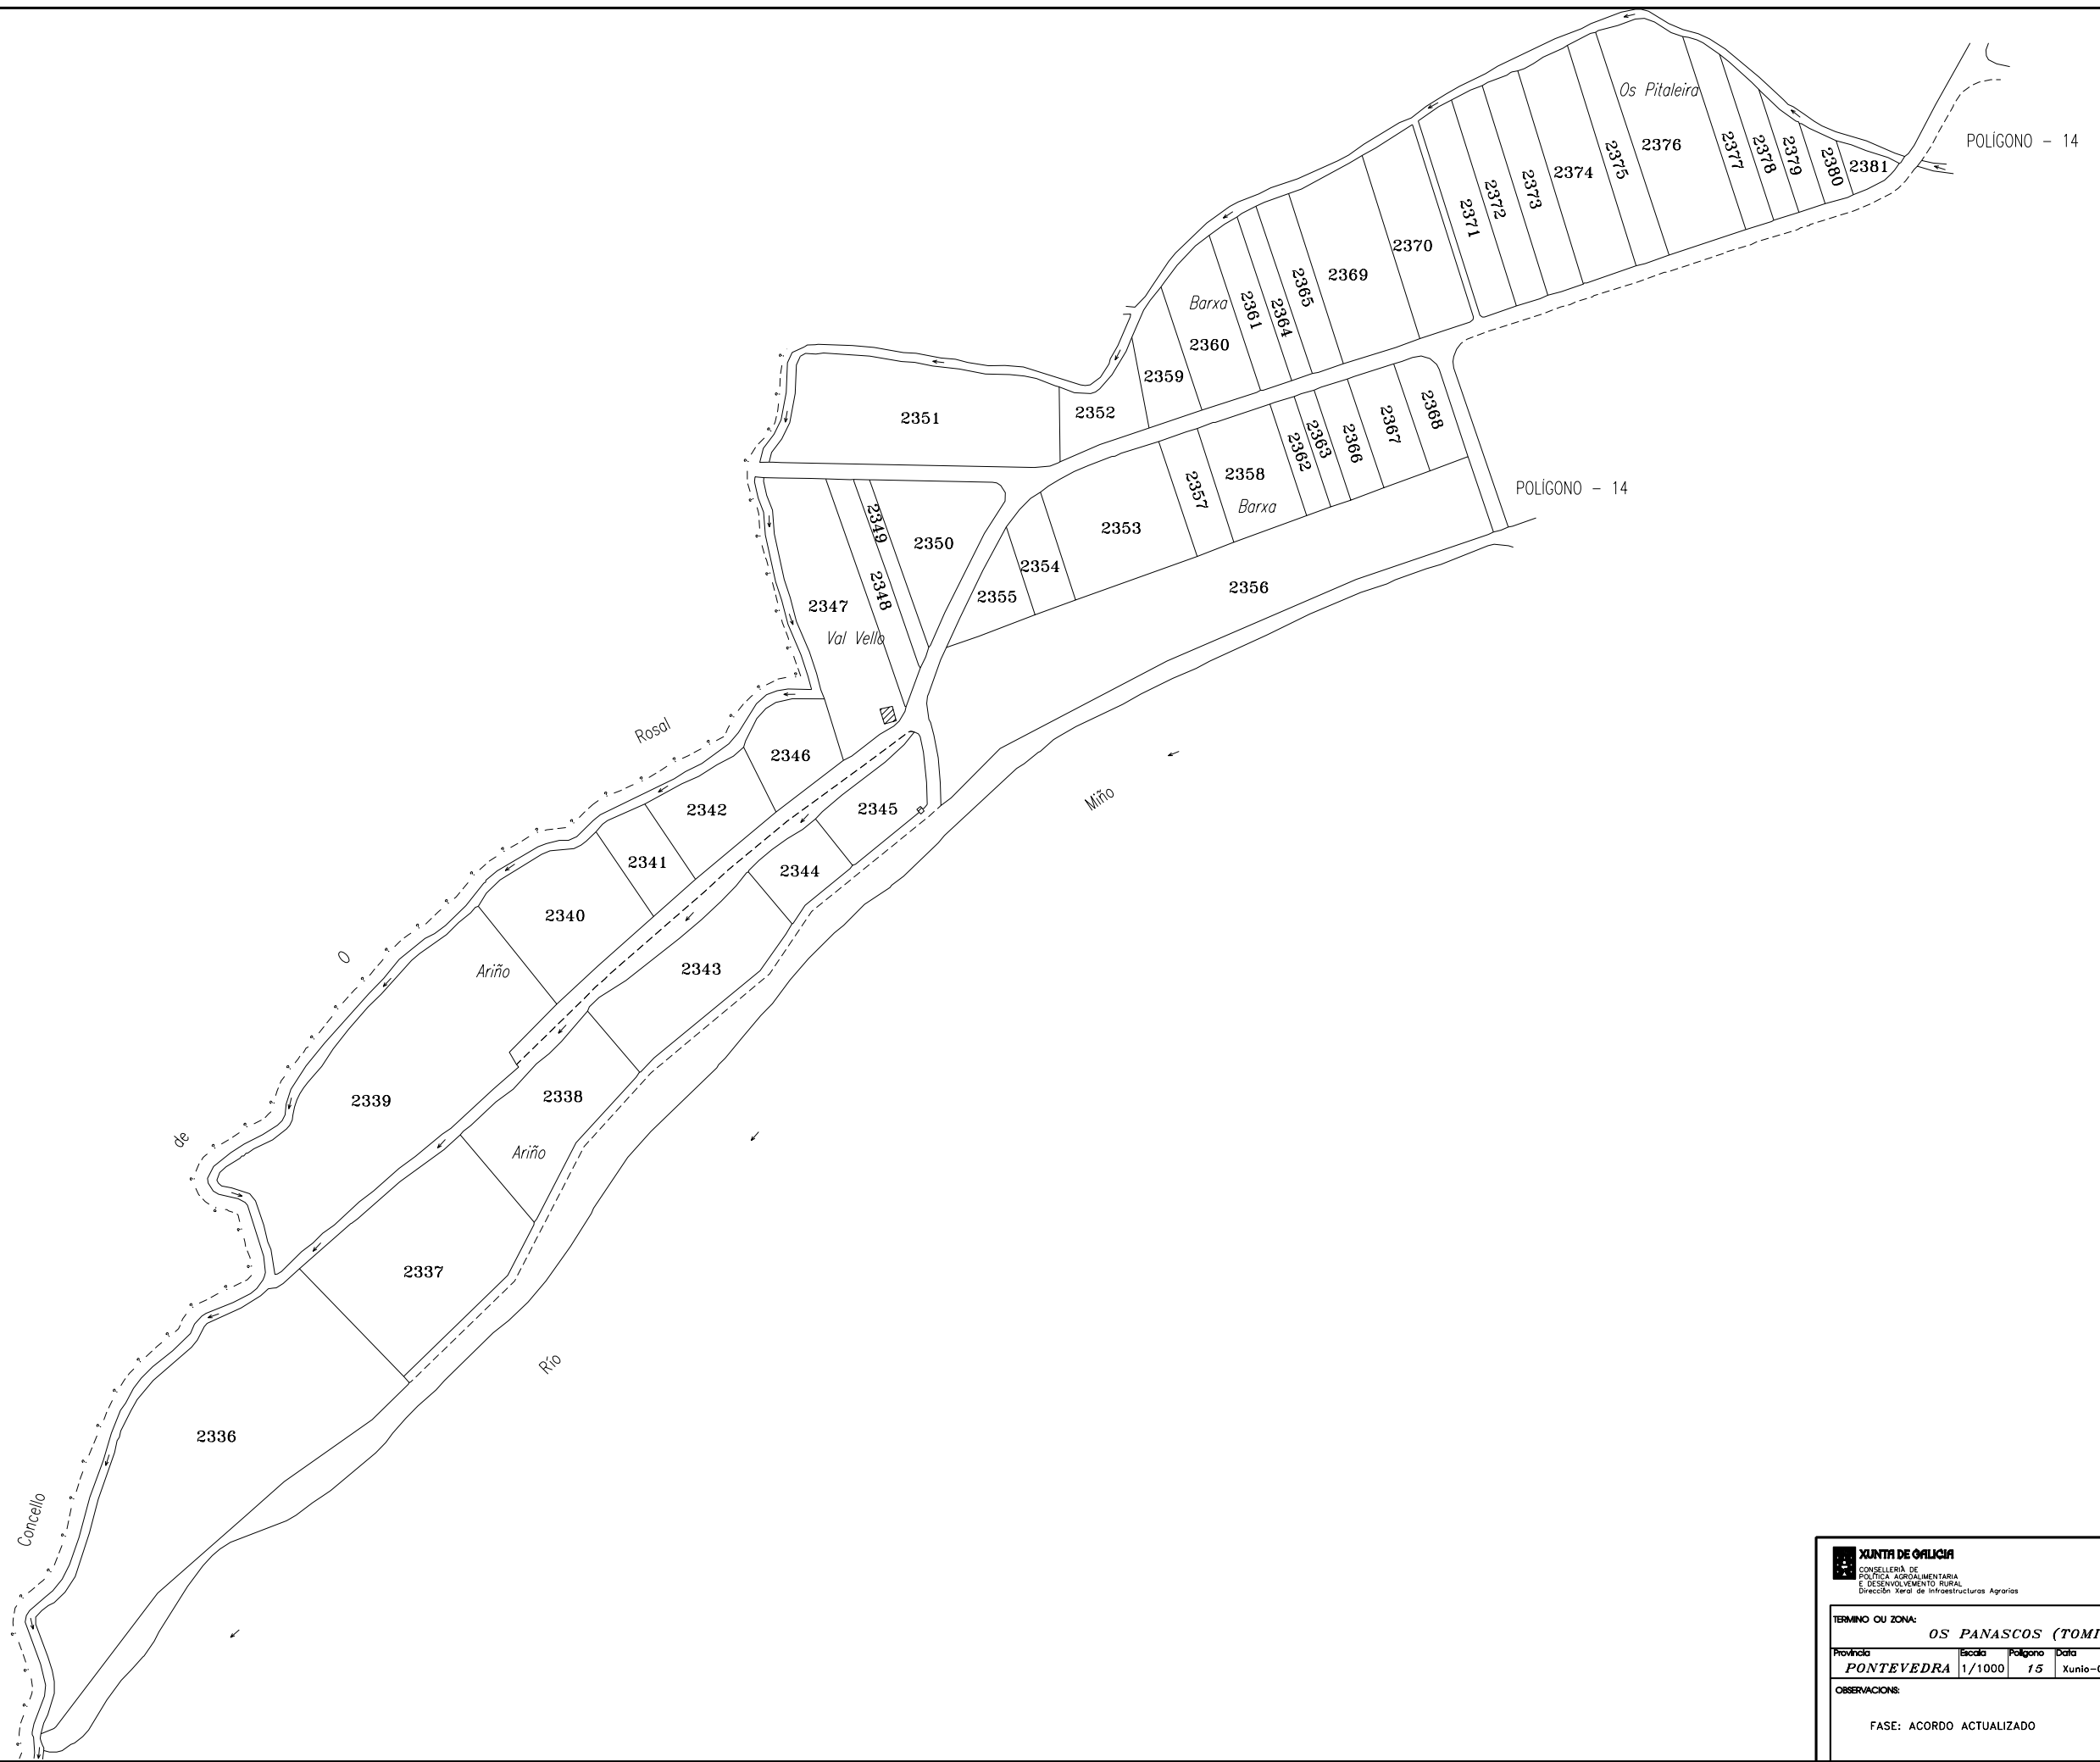 Os Pitaleira
POLÍGONO - 14
2381
2380
2379
2378
2377
2376
2375
2374
2373
2372
2371
2370
2369
2365
2364
2361
Barxa
2360
2359
2352
2351
2368
2367
2366
2363
2362
2358
Barxa
2357
POLÍGONO - 14
2353
2354
2355
2356
2349
2350
2348
2347
Val Vello
Rosal
2346
2345
Miño
2342
2341
2344
2340
2343
Ariño
O
2339
2338
Ariño
de
2337
Río
2336
Concello
XUNTA DE GALICIA
CONSELLERÍA DE
POLÍTICA AGROALIMENTARIA
E DESENVOLVEMENTO RURAL
Dirección Xeral de Infraestructuras Agrarias
TERMINO OU ZONA:
OS PANASCOS (TOMI
Provincia Escala Polígono Data
PONTEVEDRA 1/1000 15 Xunio-
OBSERVACIONS:
FASE: ACORDO ACTUALIZADO